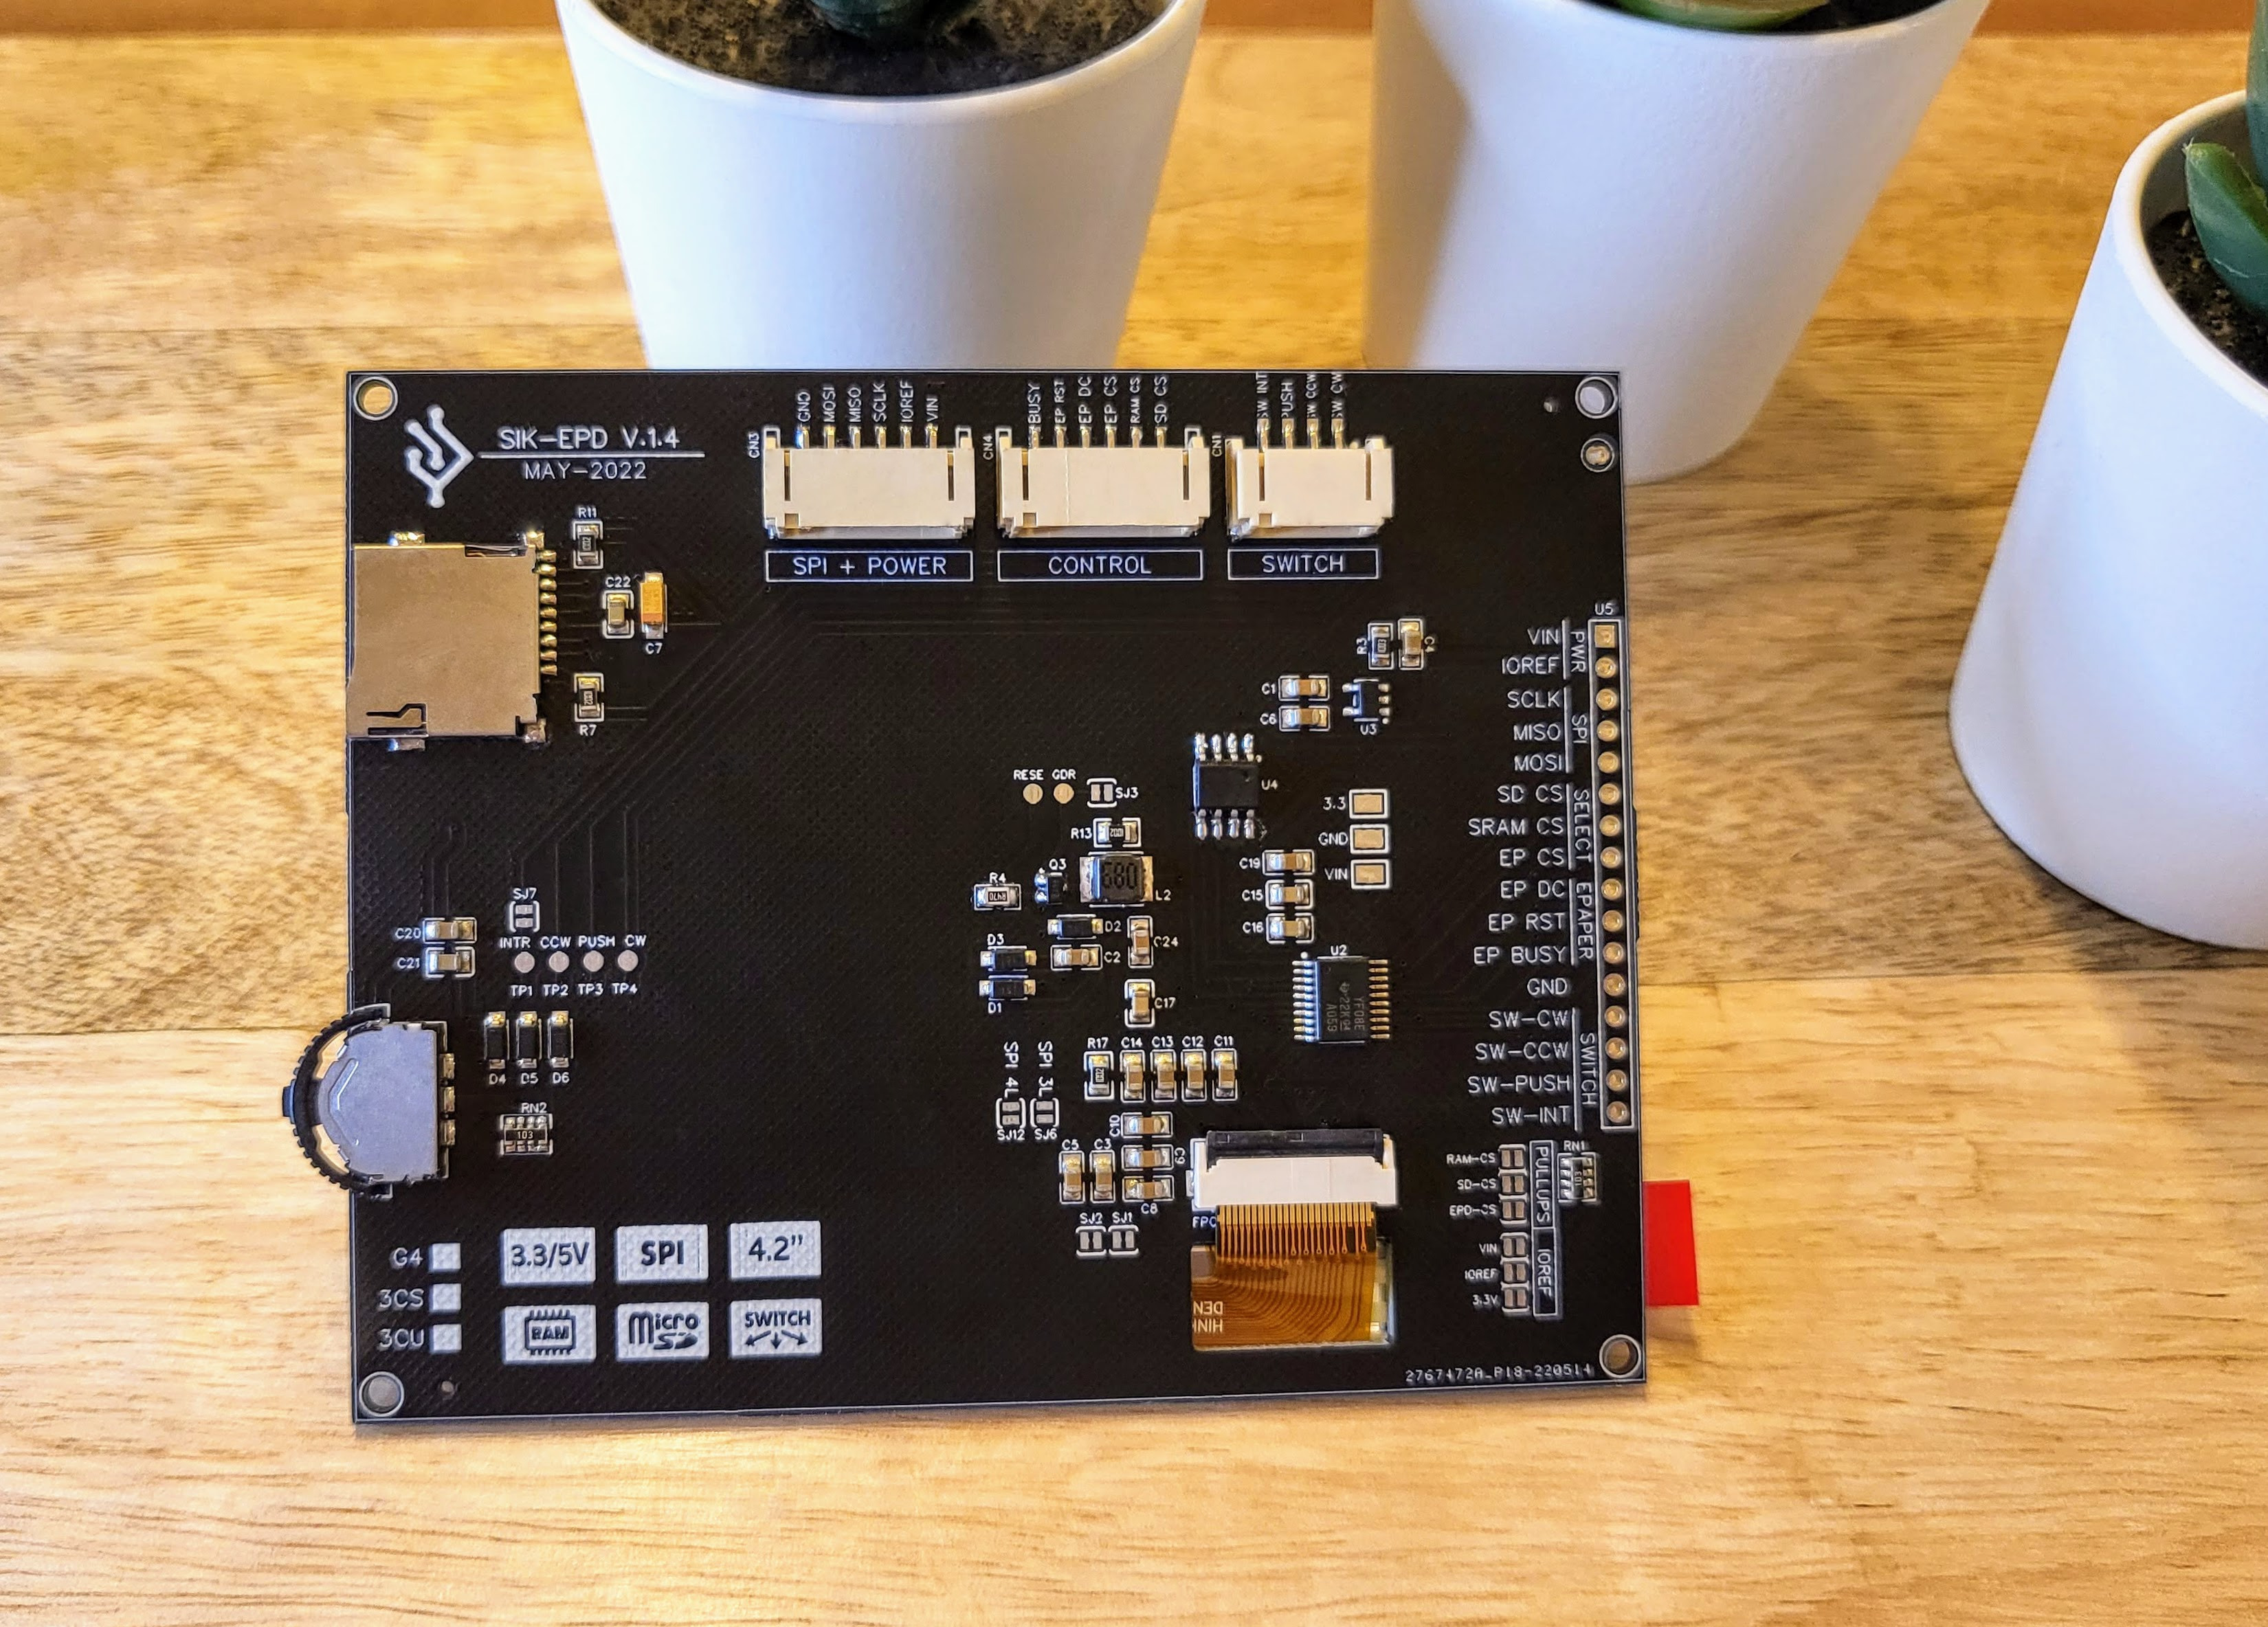 SIK-EPD V.1.4
MAY-2022
CN3
GND
MOSI
MISO
SCLK
IOREF
VIN
SPI + POWER
CN4
BUSY
EP RST
EP DC
EP CS
RAM CS
SD CS
CONTROL
CN1
SW INT
PUSH
SW CCW
SW CW
SWITCH
R11
C22
C7
R7
R3
C4
C1
C6
U3
U4
U5
VIN
IOREF
PWR
SCLK
MISO
MOSI
SPI
SD CS
SRAM CS
EP CS
SELECT
EP DC
EP RST
EP BUSY
EPAPER
GND
SW-CW
SW-CCW
SW-PUSH
SW-INT
SWITCH
RESE GDR
SJ3
R13
3.3
GND
VIN
Q3
680
L2
R4
R470
C19
C15
C16
D2
C24
D3
C2
D1
C17
U2
YF08E
22K
A059
SJ7
C20
C21
INTR CCW PUSH CW
TP1 TP2 TP3 TP4
D4 D5 D6
RN2
103
SPI 4L
SPI 3L
SJ12 SJ6
R17 C14 C13 C12 C11
C10
C5 C3
C9
C8
SJ2 SJ1
FPC
HINK
DEN
RAM-CS
SD-CS
EPD-CS
PULLUPS
RN1
103
VIN
IOREF
3.3V
IOREF
G4
3CS
3CU
3.3/5V
SPI
4.2"
RAM
Micro
SD
SWITCH
2767472A_P18-220514